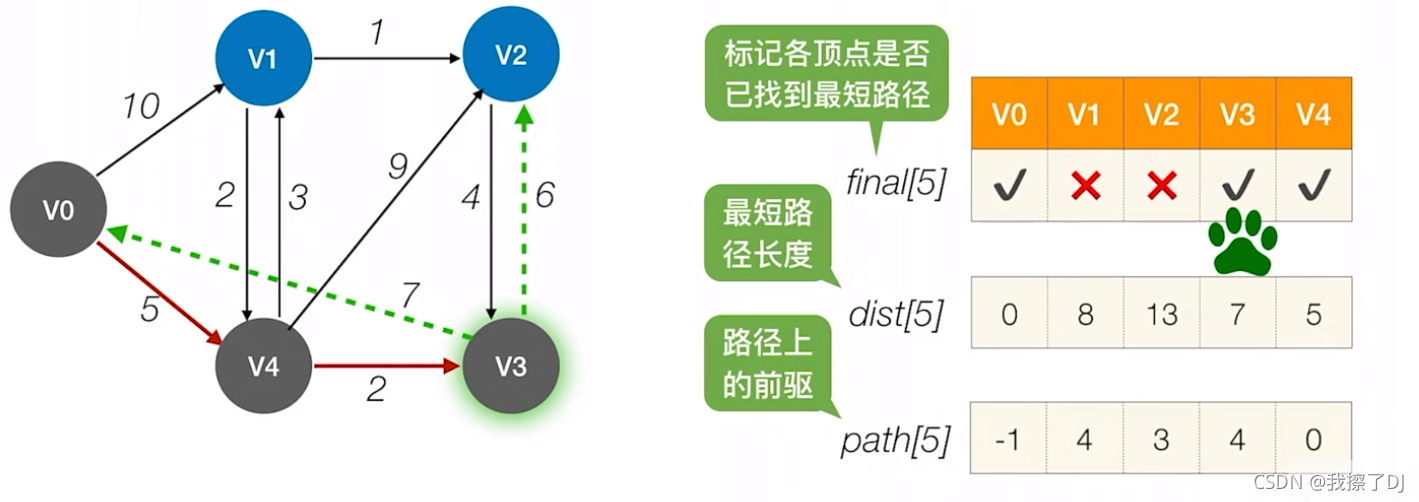 V1
1
V2
10
2
3
9
4
6
V0
5
7
V4
2
V3
标记各顶点是否
已找到最短路径
V0 V1 V2 V3 V4
final[5] ✓ ✕ ✕ ✓ ✓
最短路
径长度
dist[5] 0 8 13 7 5
路径上
的前驱
path[5] -1 4 3 4 0
CSDN @我擦了DJ